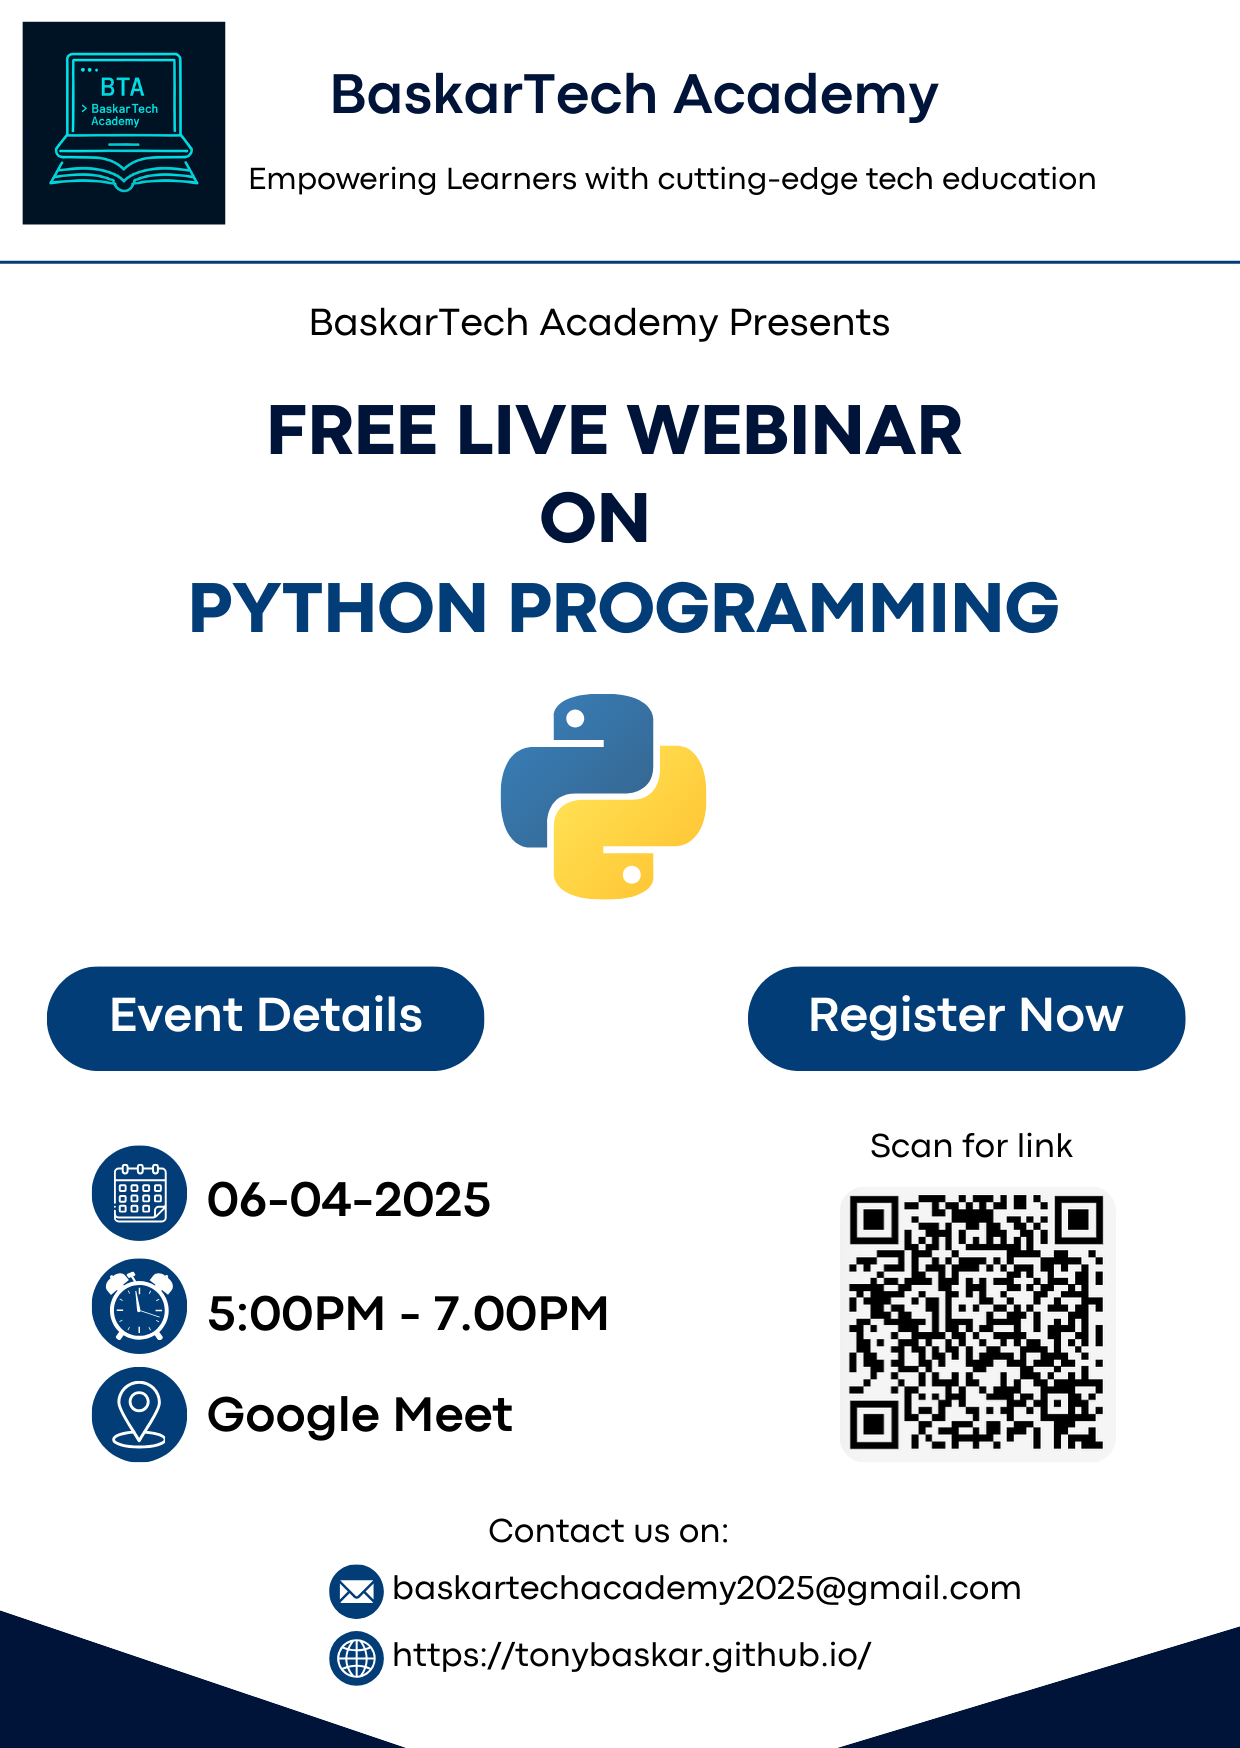 BTA
> BaskarTech
Academy
BaskarTech Academy
Empowering Learners with cutting-edge tech education
BaskarTech Academy Presents
FREE LIVE WEBINAR
ON
PYTHON PROGRAMMING
Event Details
Register Now
Scan for link
06-04-2025
5:00PM - 7.00PM
Google Meet
Contact us on:
baskartechacademy2025@gmail.com
https://tonybaskar.github.io/